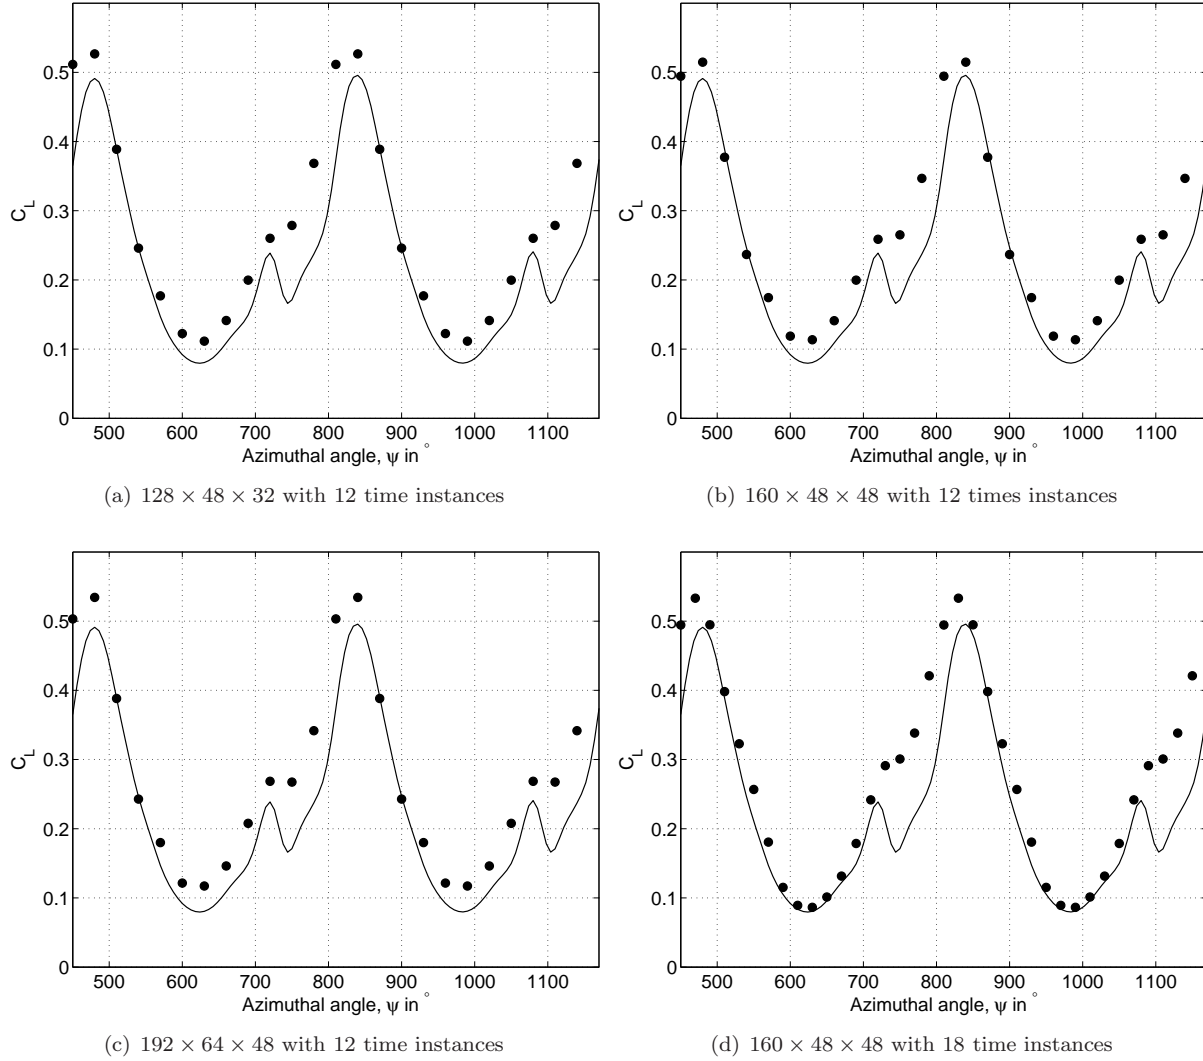 0.5
0.4
0.3
0.2
0.1
0
C_L
500 600 700 800 900 1000 1100
Azimuthal angle, ψ in °
(a) 128 × 48 × 32 with 12 time instances
0.5
0.4
0.3
0.2
0.1
0
C_L
500 600 700 800 900 1000 1100
Azimuthal angle, ψ in °
(b) 160 × 48 × 48 with 12 times instances
0.5
0.4
0.3
0.2
0.1
0
C_L
500 600 700 800 900 1000 1100
Azimuthal angle, ψ in °
(c) 192 × 64 × 48 with 12 time instances
0.5
0.4
0.3
0.2
0.1
0
C_L
500 600 700 800 900 1000 1100
Azimuthal angle, ψ in °
(d) 160 × 48 × 48 with 18 time instances